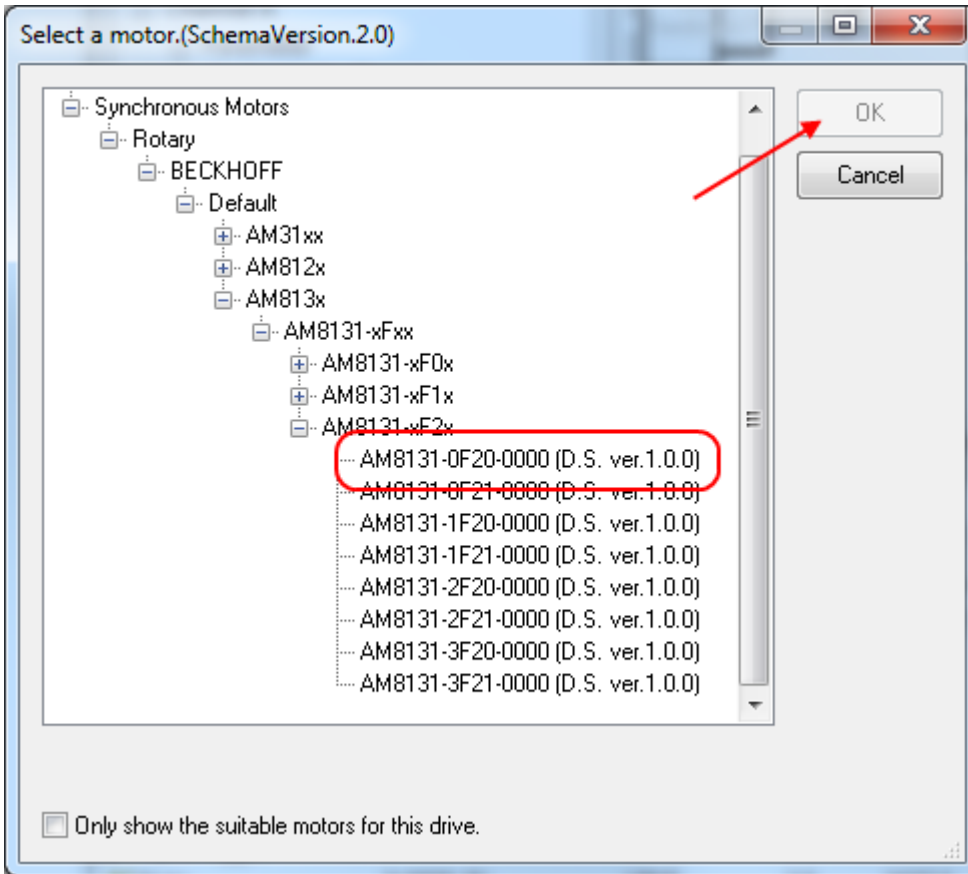 Select a motor.(SchemaVersion.2.0)
Synchronous Motors
OK
Rotary
BECKHOFF
Cancel
Default
AM31xx
AM812x
AM813x
AM8131-xFxx
AM8131-xF0x
AM8131-xF1x
AM8131-xF2x
AM8131-0F20-0000 (D.S. ver.1.0.0)
AM8131-0F21-0000 (D.S. ver.1.0.0)
AM8131-1F20-0000 (D.S. ver.1.0.0)
AM8131-1F21-0000 (D.S. ver.1.0.0)
AM8131-2F20-0000 (D.S. ver.1.0.0)
AM8131-2F21-0000 (D.S. ver.1.0.0)
AM8131-3F20-0000 (D.S. ver.1.0.0)
AM8131-3F21-0000 (D.S. ver.1.0.0)
Only show the suitable motors for this drive.